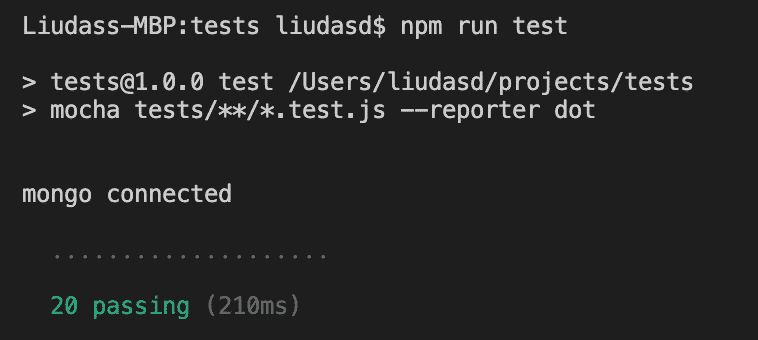 Liudass-MBP:tests liudasd$ npm run test
> tests@1.0.0 test /Users/liudasd/projects/tests
> mocha tests/**/*.test.js --reporter dot
mongo connected
....................
20 passing (210ms)